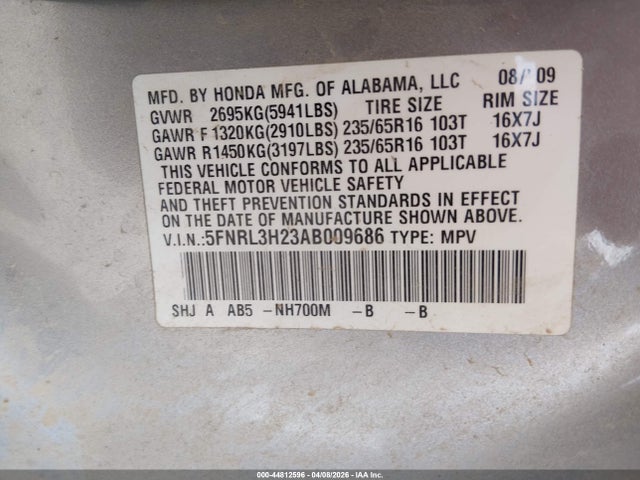 MFD. BY HONDA MFG. OF ALABAMA, LLC 08/ 09
GVWR 2695KG(5941LBS) TIRE SIZE RIM SIZE
GAWR F 1320KG(2910LBS) 235/65R16 103T 16X7J
GAWR R1450KG(3197LBS) 235/65R16 103T 16X7J
THIS VEHICLE CONFORMS TO ALL APPLICABLE
FEDERAL MOTOR VEHICLE SAFETY
AND THEFT PREVENTION STANDARDS IN EFFECT
ON THE DATE OF MANUFACTURE SHOWN ABOVE.
V.I.N.:5FNRL3H23AB009686 TYPE: MPV
SHJ A AB5 -NH700M -B -B
000-44812596 | 04/08/2026 | IAA Inc.